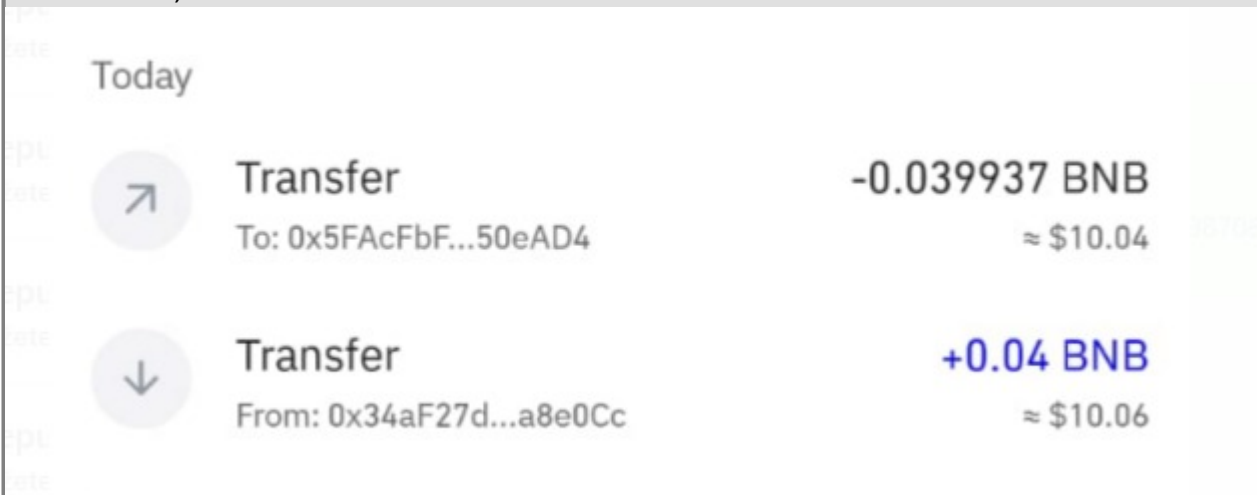 Today
Transfer -0.039937 BNB
To: 0x5FAcFbF...50eAD4 ≈ $10.04
Transfer +0.04 BNB
From: 0x34aF27d...a8e0Cc ≈ $10.06